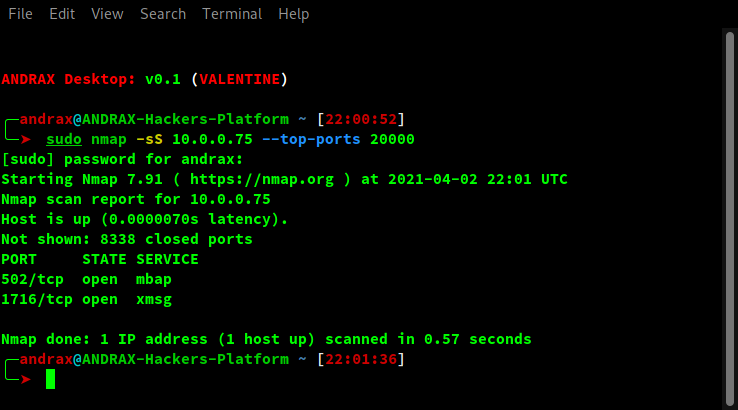 File Edit View Search Terminal Help
ANDRAX Desktop: v0.1 (VALENTINE)
andrax@ANDRAX-Hackers-Platform ~ [22:00:52]
sudo nmap -sS 10.0.0.75 --top-ports 20000
[sudo] password for andrax:
Starting Nmap 7.91 ( https://nmap.org ) at 2021-04-02 22:01 UTC
Nmap scan report for 10.0.0.75
Host is up (0.0000070s latency).
Not shown: 8338 closed ports
PORT     STATE SERVICE
502/tcp  open  mbap
1716/tcp open  xmsg
Nmap done: 1 IP address (1 host up) scanned in 0.57 seconds
andrax@ANDRAX-Hackers-Platform ~ [22:01:36]